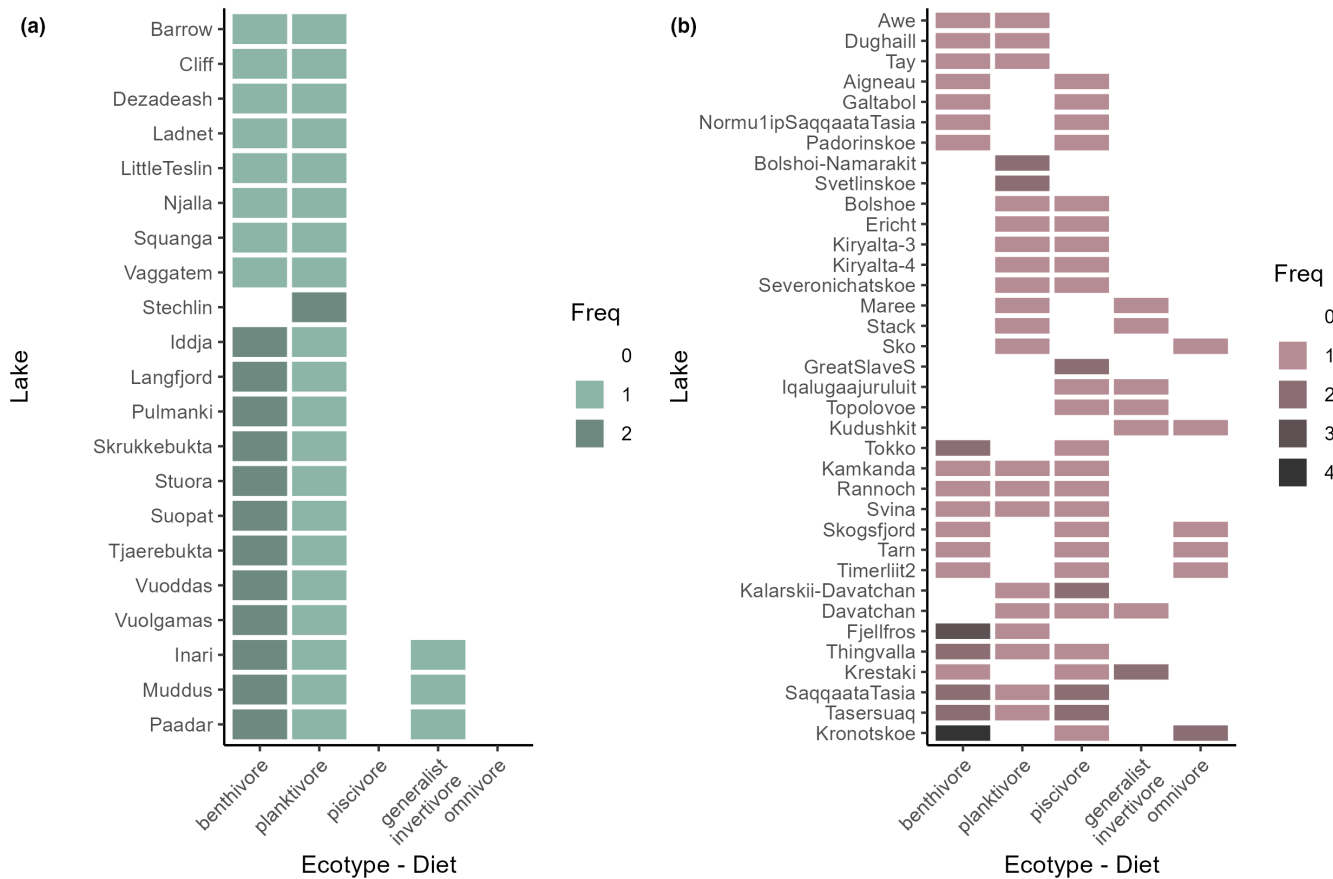 (a)
Barrow
Cliff
Dezadeash
Ladnet
LittleTeslin
Njalla
Squanga
Vaggatem
Stechlin
Iddja
Langfjord
Pulmanki
Skrukkebukta
Stuora
Suopat
Tjaerebukta
Vuoddas
Vuolgamas
Inari
Muddus
Paadar
Lake
benthivore
planktivore
piscivore
generalist
invertivore
omnivore
Ecotype - Diet
Freq
0
1
2
(b)
Awe
Dughaill
Tay
Aigneau
Galtabol
Normu1ipSaqqaataTasia
Padorinskoe
Bolshoi-Namarakit
Svetlinskoe
Bolshoe
Ericht
Kiryalta-3
Kiryalta-4
Severonichatskoe
Maree
Stack
Sko
GreatSlaveS
Iqalugaajuruluit
Topolovoe
Kudushkit
Tokko
Kamkanda
Rannoch
Svina
Skogsfjord
Tarn
Timerliit2
Kalarskii-Davatchan
Davatchan
Fjellfros
Thingvalla
Krestaki
SaqqaataTasia
Tasersuaq
Kronotskoe
Lake
benthivore
planktivore
piscivore
generalist
invertivore
omnivore
Ecotype - Diet
Freq
0
1
2
3
4